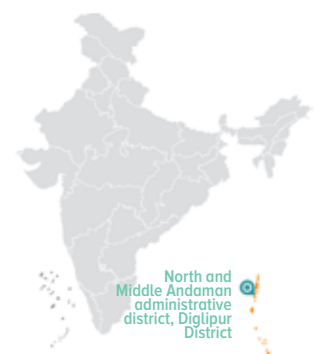 North and
Middle Andaman
administrative
district, Diglipur
District